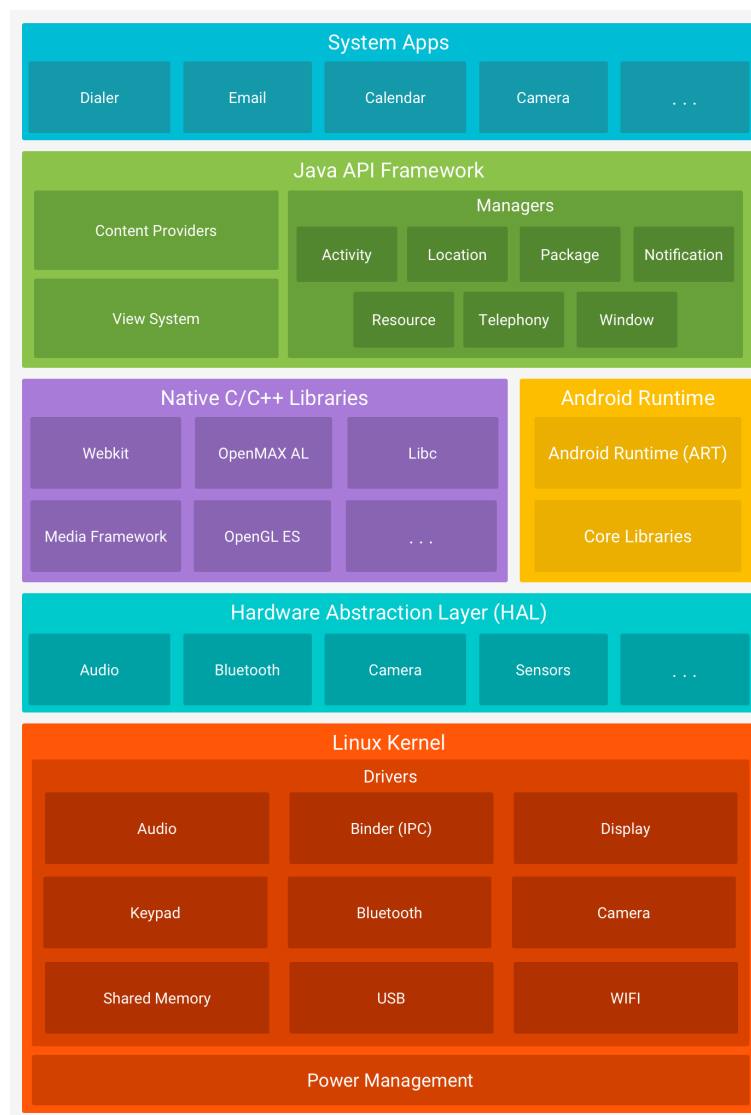 System Apps
Dialer
Email
Calendar
Camera
. . .
Java API Framework
Content Providers
View System
Managers
Activity
Location
Package
Notification
Resource
Telephony
Window
Native C/C++ Libraries
Webkit
OpenMAX AL
Libc
Media Framework
OpenGL ES
. . .
Android Runtime
Android Runtime (ART)
Core Libraries
Hardware Abstraction Layer (HAL)
Audio
Bluetooth
Camera
Sensors
. . .
Linux Kernel
Drivers
Audio
Binder (IPC)
Display
Keypad
Bluetooth
Camera
Shared Memory
USB
WIFI
Power Management